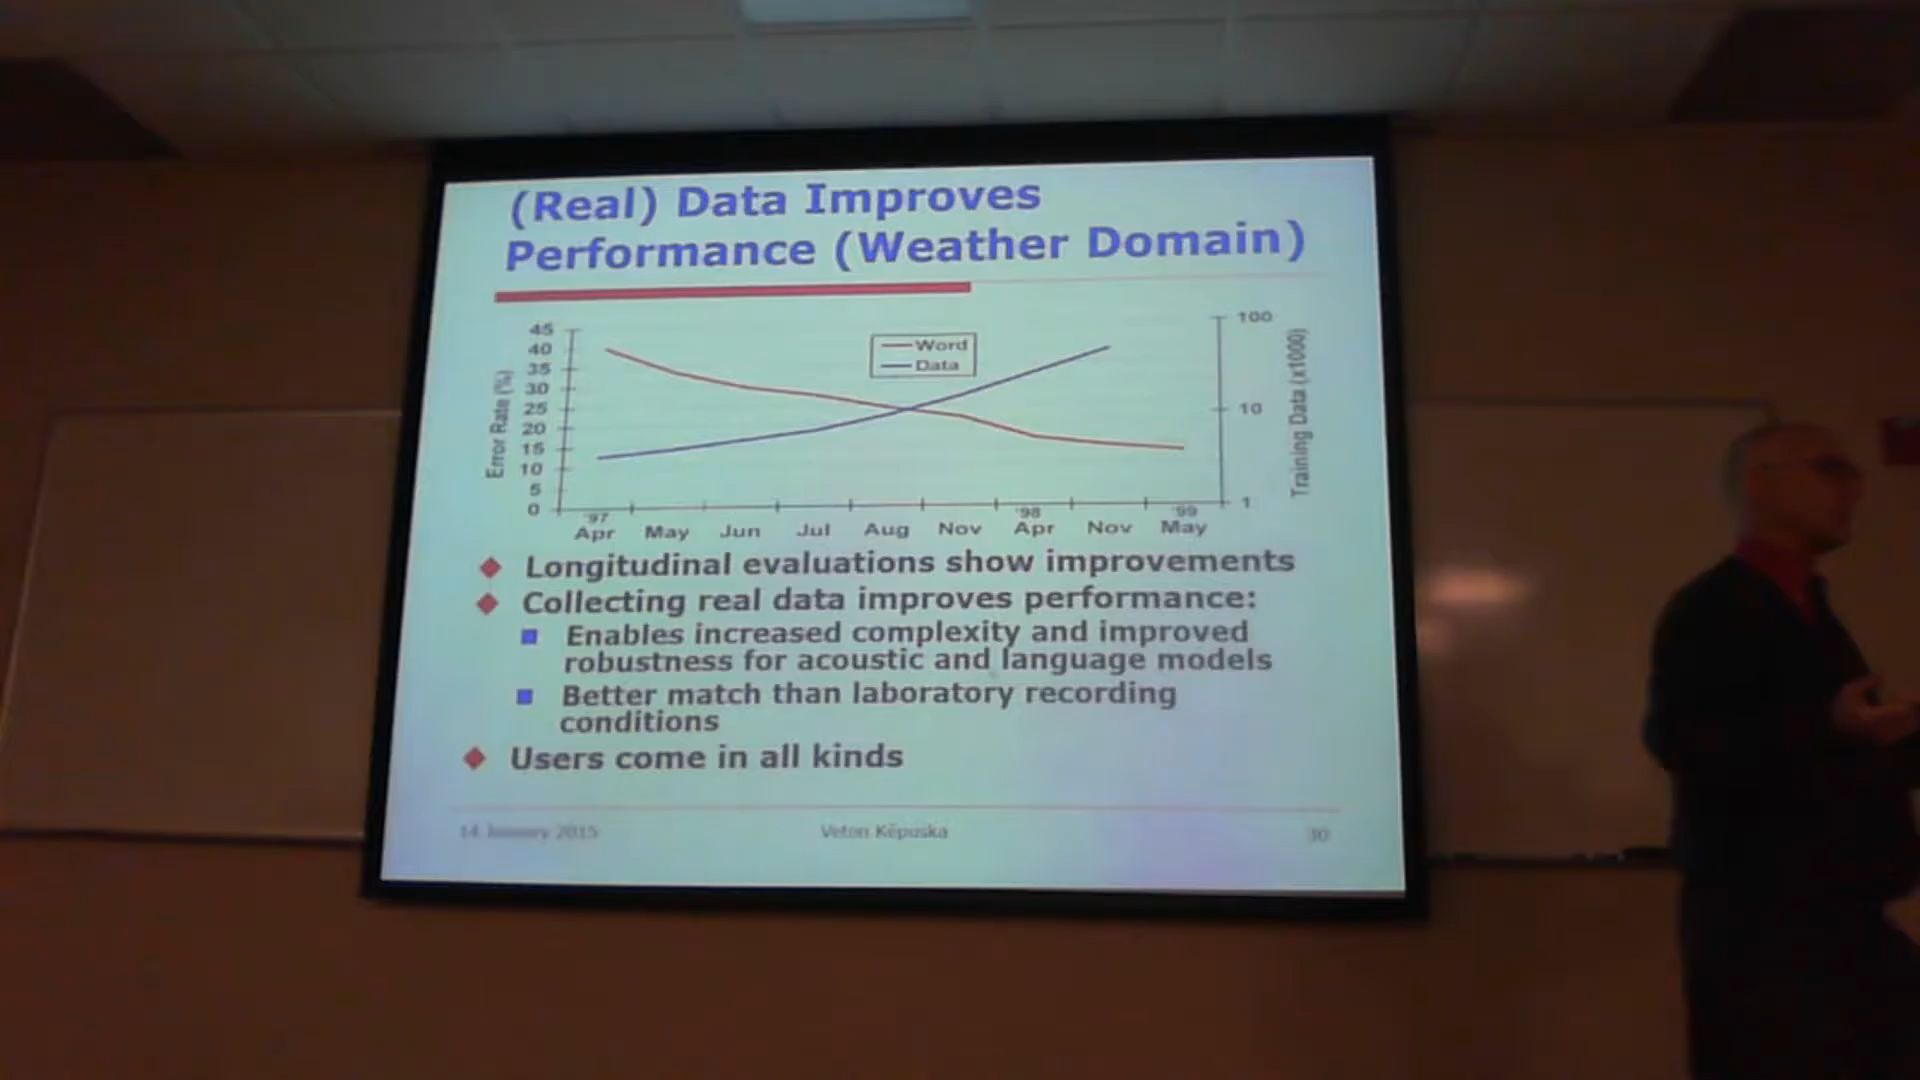 (Real) Data Improves
Performance (Weather Domain)
45
40
35
30
25
20
15
10
5
0
Error Rate (%)
Word
Data
100
10
1
Training Data (x1000)
'97
'98
'99
Apr May Jun Jul Aug Nov Apr Nov May
Longitudinal evaluations show improvements
Collecting real data improves performance:
Enables increased complexity and improved
robustness for acoustic and language models
Better match than laboratory recording
conditions
Users come in all kinds
14 January 2015 Veton Këpuska 30